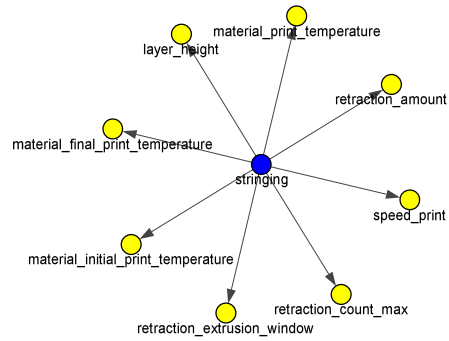 material_print_temperature
layer_height
retraction_amount
material_final_print_temperature
stringing
speed_print
material_initial_print_temperature
retraction_count_max
retraction_extrusion_window